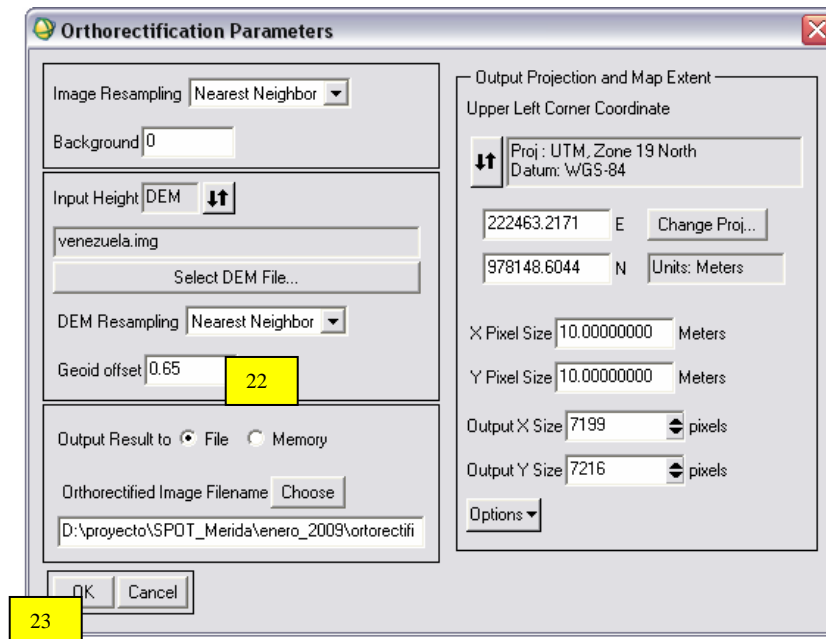 Orthorectification Parameters
Image Resampling Nearest Neighbor
Background 0
Input Height DEM
venezuela.img
Select DEM File...
DEM Resampling Nearest Neighbor
Geoid offset 0.65
22
Output Result to File Memory
Orthorectified Image Filename Choose
D:\proyecto\SPOT_Merida\enero_2009\ortorectifi
OK Cancel
23
Output Projection and Map Extent
Upper Left Corner Coordinate
Proj : UTM, Zone 19 North
Datum: WGS-84
222463.2171 E Change Proj...
978148.6044 N Units: Meters
X Pixel Size 10.00000000 Meters
Y Pixel Size 10.00000000 Meters
Output X Size 7199 pixels
Output Y Size 7216 pixels
Options